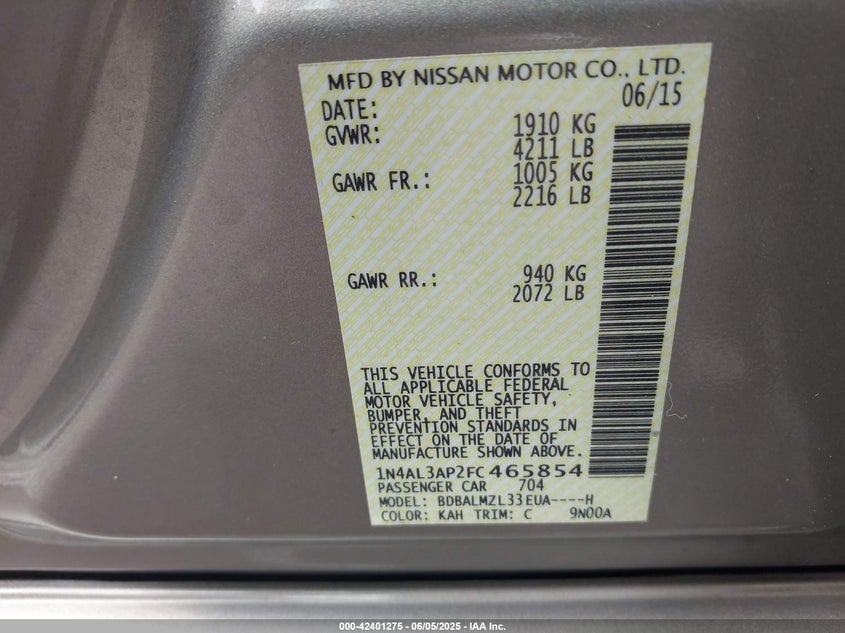 MFD BY NISSAN MOTOR CO., LTD.
DATE: 06/15
GVWR: 1910 KG
4211 LB
GAWR FR.: 1005 KG
2216 LB
GAWR RR.: 940 KG
2072 LB
THIS VEHICLE CONFORMS TO
ALL APPLICABLE FEDERAL
MOTOR VEHICLE SAFETY,
BUMPER, AND THEFT
PREVENTION STANDARDS IN
EFFECT ON THE DATE OF
MANUFACTURE SHOWN ABOVE.
1N4AL3AP2FC465854
PASSENGER CAR 704
MODEL: BDBALMZL33EUA----H
COLOR: KAH TRIM: C 9N00A
000-42401275 - 06/05/2025 - IAA Inc.